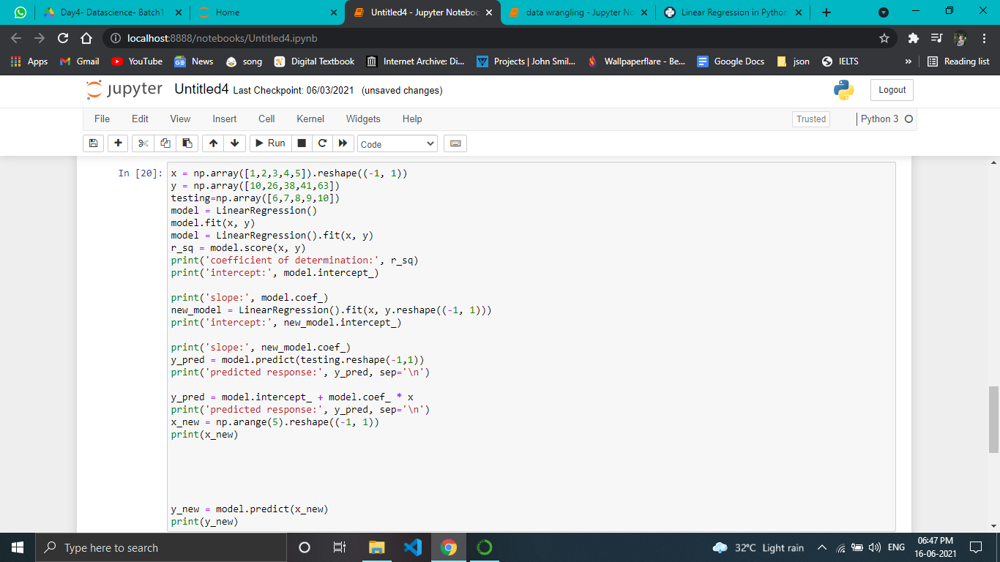 Day4- Datascience- Batch1
Home
Untitled4 - Jupyter Noteboo
data wrangling - Jupyter No
Linear Regression in Python
localhost:8888/notebooks/Untitled4.ipynb
Apps
Gmail
YouTube
News
song
Digital Textbook
Internet Archive: Di...
Projects | John Smil...
Wallpaperflare - Be...
Google Docs
json
IELTS
»
Reading list
jupyter
Untitled4
Last Checkpoint: 06/03/2021
(unsaved changes)
Logout
File
Edit
View
Insert
Cell
Kernel
Widgets
Help
Trusted
Python 3
Run
Code
In [20]:
x = np.array([1,2,3,4,5]).reshape((-1, 1))
y = np.array([10,26,38,41,63])
testing=np.array([6,7,8,9,10])
model = LinearRegression()
model.fit(x, y)
model = LinearRegression().fit(x, y)
r_sq = model.score(x, y)
print('coefficient of determination:', r_sq)
print('intercept:', model.intercept_)
print('slope:', model.coef_)
new_model = LinearRegression().fit(x, y.reshape((-1, 1)))
print('intercept:', new_model.intercept_)
print('slope:', new_model.coef_)
y_pred = model.predict(testing.reshape(-1,1))
print('predicted response:', y_pred, sep='\n')
y_pred = model.intercept_ + model.coef_ * x
print('predicted response:', y_pred, sep='\n')
x_new = np.arange(5).reshape((-1, 1))
print(x_new)
y_new = model.predict(x_new)
print(y_new)
Type here to search
32°C Light rain
ENG
06:47 PM
16-06-2021